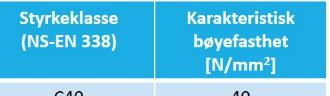 Styrkeklasse
(NS-EN 338)
Karakteristisk
bøyefasthet
[N/mm²]